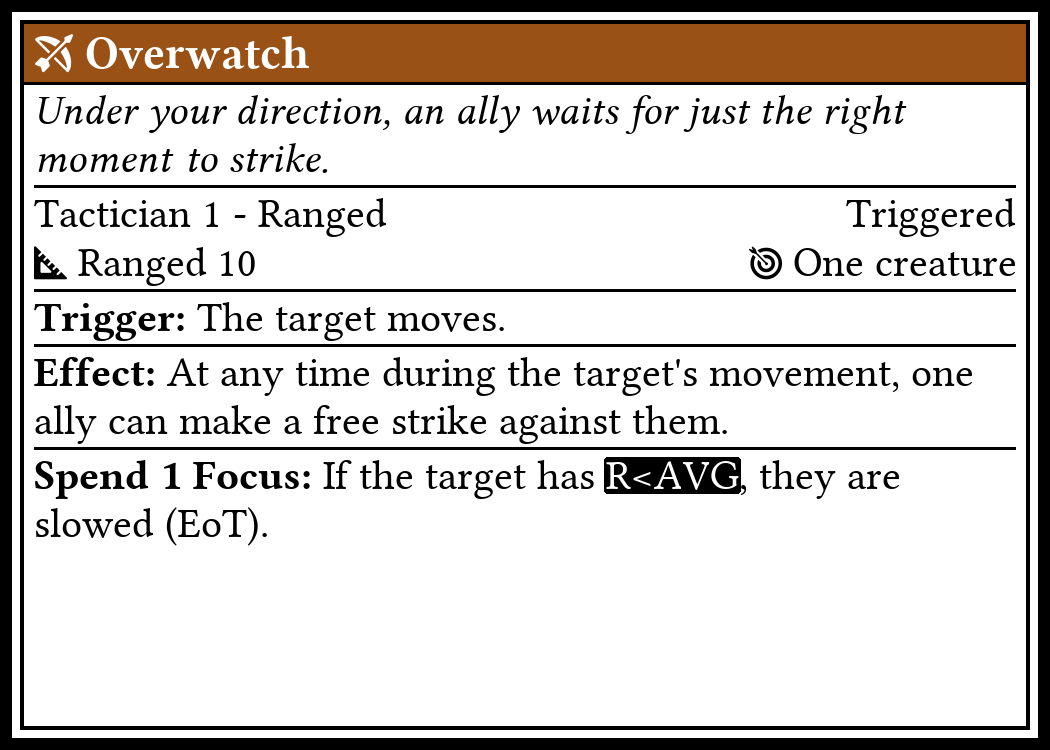 Overwatch
Under your direction, an ally waits for just the right
moment to strike.
Tactician 1 - Ranged Triggered
Ranged 10 One creature
Trigger: The target moves.
Effect: At any time during the target's movement, one
ally can make a free strike against them.
Spend 1 Focus: If the target has R<AVG, they are
slowed (EoT).